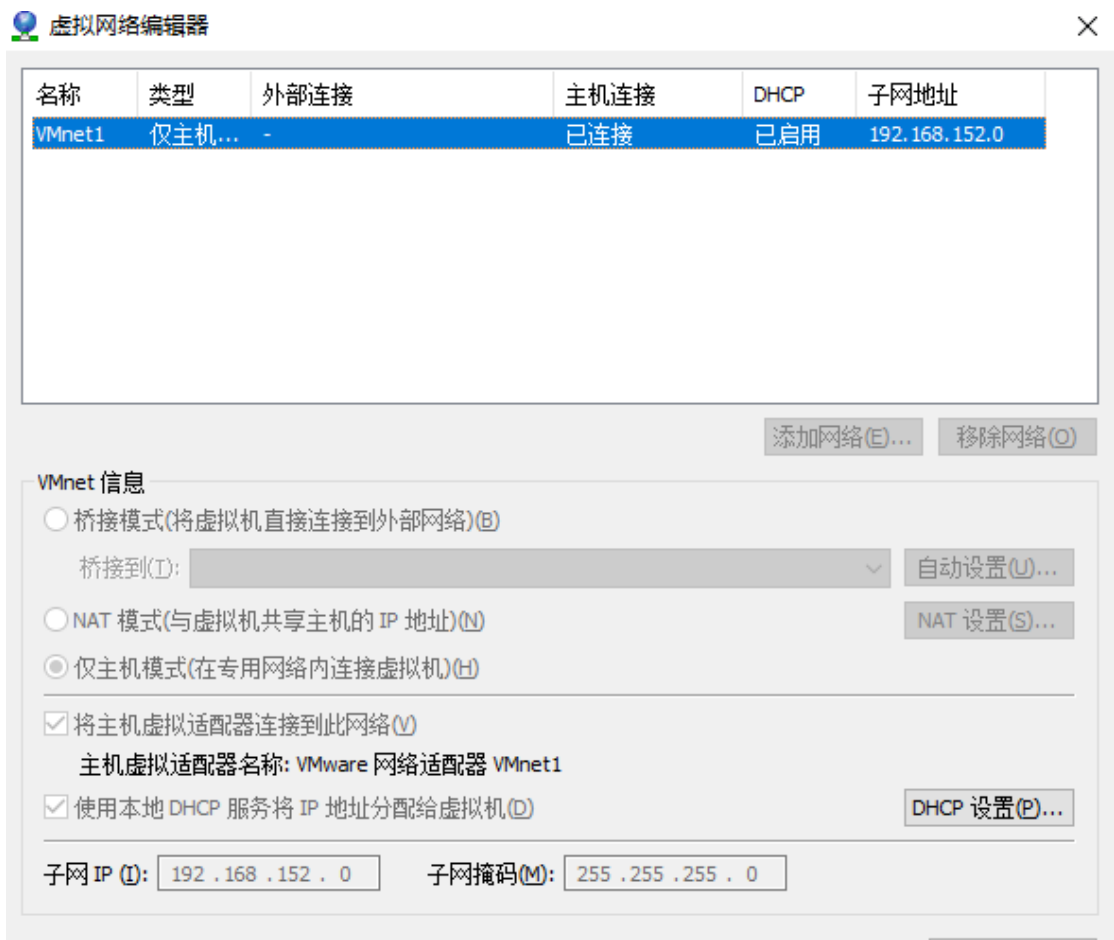 虚拟网络编辑器
名称 类型 外部连接 主机连接 DHCP 子网地址
VMnet1 仅主机... - 已连接 已启用 192.168.152.0
添加网络(E)... 移除网络(O)
VMnet 信息
桥接模式(将虚拟机直接连接到外部网络)(B)
桥接到(T): 自动设置(U)...
NAT 模式(与虚拟机共享主机的 IP 地址)(N) NAT 设置(S)...
仅主机模式(在专用网络内连接虚拟机)(H)
将主机虚拟适配器连接到此网络(V)
主机虚拟适配器名称: VMware 网络适配器 VMnet1
使用本地 DHCP 服务将 IP 地址分配给虚拟机(D) DHCP 设置(P)...
子网 IP (I): 192 . 168 . 152 . 0 子网掩码(M): 255 . 255 . 255 . 0